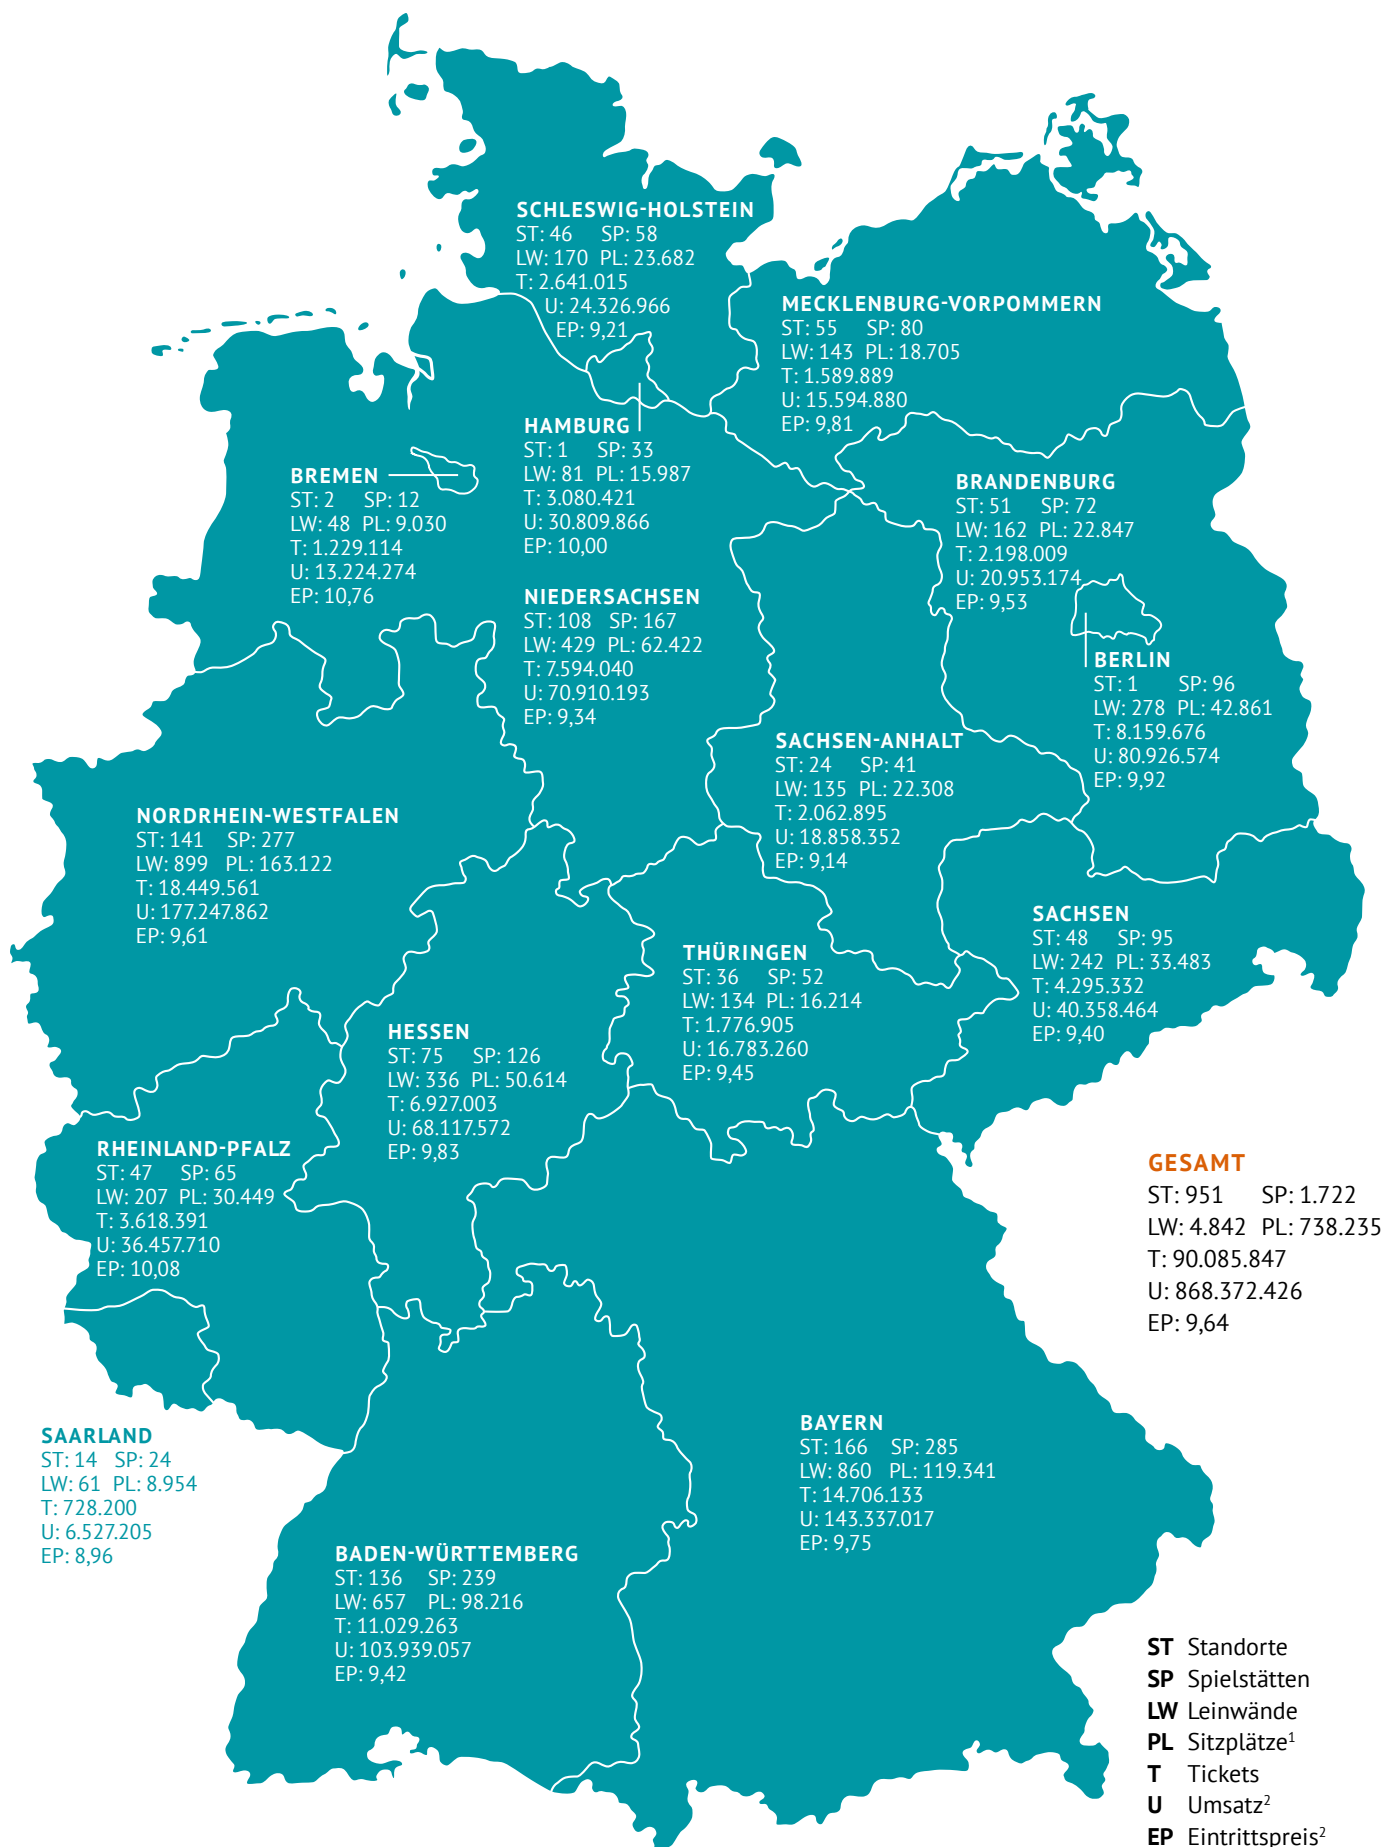 SCHLESWIG-HOLSTEIN
ST: 46 SP: 58
LW: 170 PL: 23.682
T: 2.641.015
U: 24.326.966
EP: 9,21
MECKLENBURG-VORPOMMERN
ST: 55 SP: 80
LW: 143 PL: 18.705
T: 1.589.889
U: 15.594.880
EP: 9,81
HAMBURG
ST: 1 SP: 33
LW: 81 PL: 15.987
T: 3.080.421
U: 30.809.866
EP: 10,00
BREMEN
ST: 2 SP: 12
LW: 48 PL: 9.030
T: 1.229.114
U: 13.224.274
EP: 10,76
BRANDENBURG
ST: 51 SP: 72
LW: 162 PL: 22.847
T: 2.198.009
U: 20.953.174
EP: 9,53
NIEDERSACHSEN
ST: 108 SP: 167
LW: 429 PL: 62.422
T: 7.594.040
U: 70.910.193
EP: 9,34
BERLIN
ST: 1 SP: 96
LW: 278 PL: 42.861
T: 8.159.676
U: 80.926.574
EP: 9,92
SACHSEN-ANHALT
ST: 24 SP: 41
LW: 135 PL: 22.308
T: 2.062.895
U: 18.858.352
EP: 9,14
NORDRHEIN-WESTFALEN
ST: 141 SP: 277
LW: 899 PL: 163.122
T: 18.449.561
U: 177.247.862
EP: 9,61
SACHSEN
ST: 48 SP: 95
LW: 242 PL: 33.483
T: 4.295.332
U: 40.358.464
EP: 9,40
THÜRINGEN
ST: 36 SP: 52
LW: 134 PL: 16.214
T: 1.776.905
U: 16.783.260
EP: 9,45
HESSEN
ST: 75 SP: 126
LW: 336 PL: 50.614
T: 6.927.003
U: 68.117.572
EP: 9,83
RHEINLAND-PFALZ
ST: 47 SP: 65
LW: 207 PL: 30.449
T: 3.618.391
U: 36.457.710
EP: 10,08
GESAMT
ST: 951 SP: 1.722
LW: 4.842 PL: 738.235
T: 90.085.847
U: 868.372.426
EP: 9,64
SAARLAND
ST: 14 SP: 24
LW: 61 PL: 8.954
T: 728.200
U: 6.527.205
EP: 8,96
BAYERN
ST: 166 SP: 285
LW: 860 PL: 119.341
T: 14.706.133
U: 143.337.017
EP: 9,75
BADEN-WÜRTTEMBERG
ST: 136 SP: 239
LW: 657 PL: 98.216
T: 11.029.263
U: 103.939.057
EP: 9,42
ST Standorte
SP Spielstätten
LW Leinwände
PL Sitzplätze¹
T Tickets
U Umsatz²
EP Eintrittspreis²